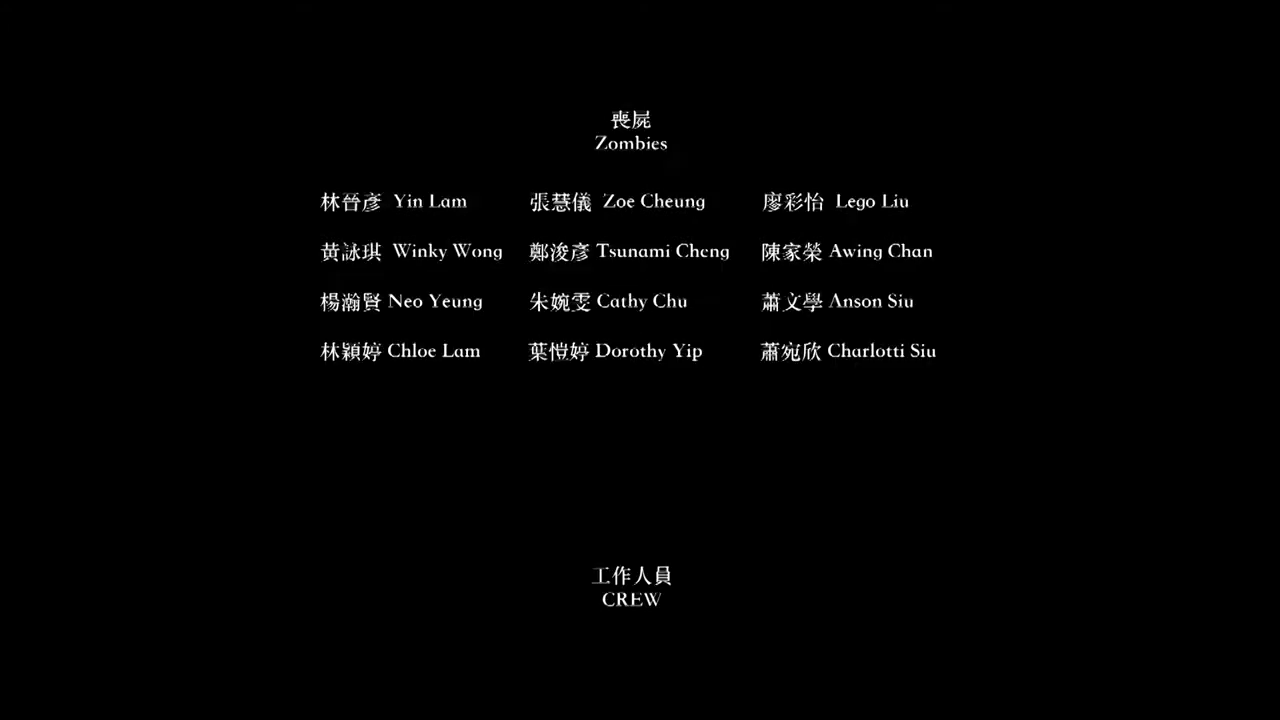 喪屍
Zombies
林晉彥 Yin Lam 張慧儀 Zoe Cheung 廖彩怡 Lego Liu
黃詠琪 Winky Wong 鄭浚彥 Tsunami Cheng 陳家榮 Awing Chan
楊瀚賢 Neo Yeung 朱婉雯 Cathy Chu 蕭文學 Anson Siu
林穎婷 Chloe Lam 葉愷婷 Dorothy Yip 蕭宛欣 Charlotti Siu
工作人員
CREW